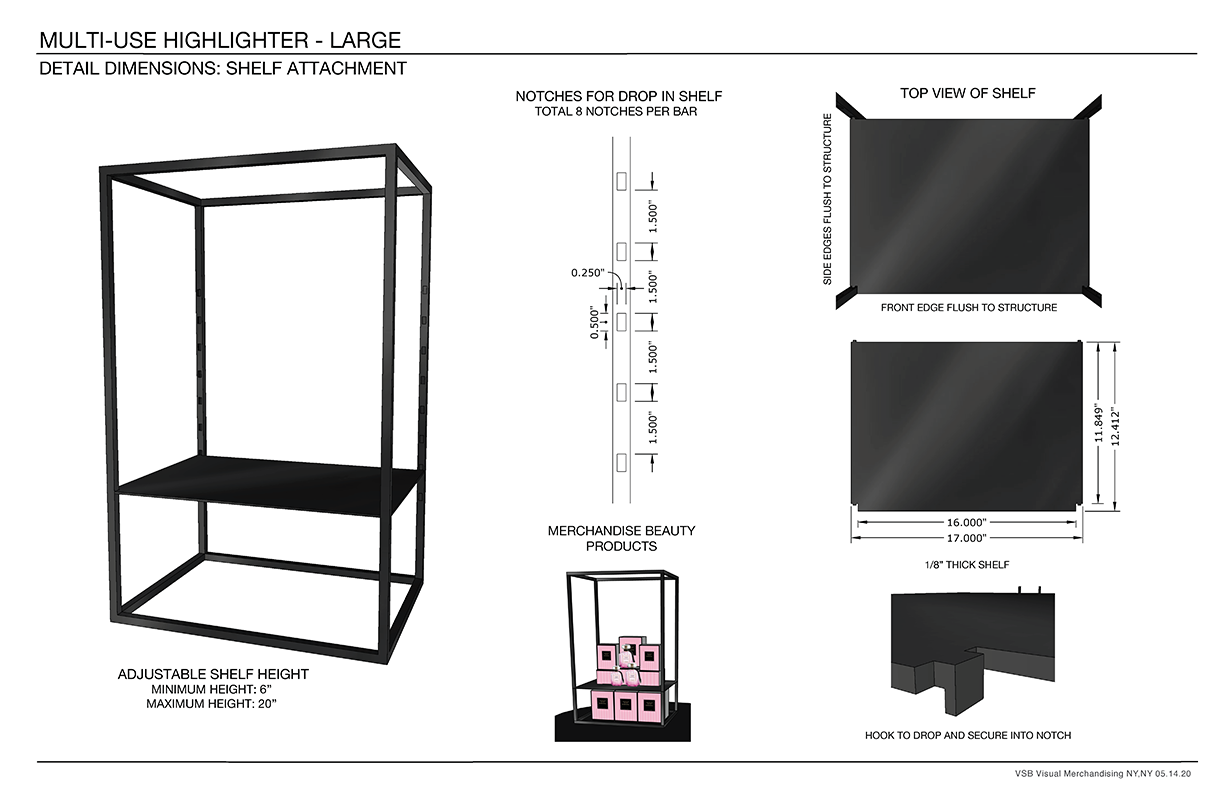 MULTI-USE HIGHLIGHTER - LARGE
DETAIL DIMENSIONS: SHELF ATTACHMENT
NOTCHES FOR DROP IN SHELF
TOTAL 8 NOTCHES PER BAR
1.500"
0.250"
1.500"
0.500"
1.500"
1.500"
TOP VIEW OF SHELF
SIDE EDGES FLUSH TO STRUCTURE
FRONT EDGE FLUSH TO STRUCTURE
11.849"
12.412"
16.000"
17.000"
1/8" THICK SHELF
MERCHANDISE BEAUTY
PRODUCTS
HOOK TO DROP AND SECURE INTO NOTCH
ADJUSTABLE SHELF HEIGHT
MINIMUM HEIGHT: 6”
MAXIMUM HEIGHT: 20”
VSB Visual Merchandising NY,NY 05.14.20